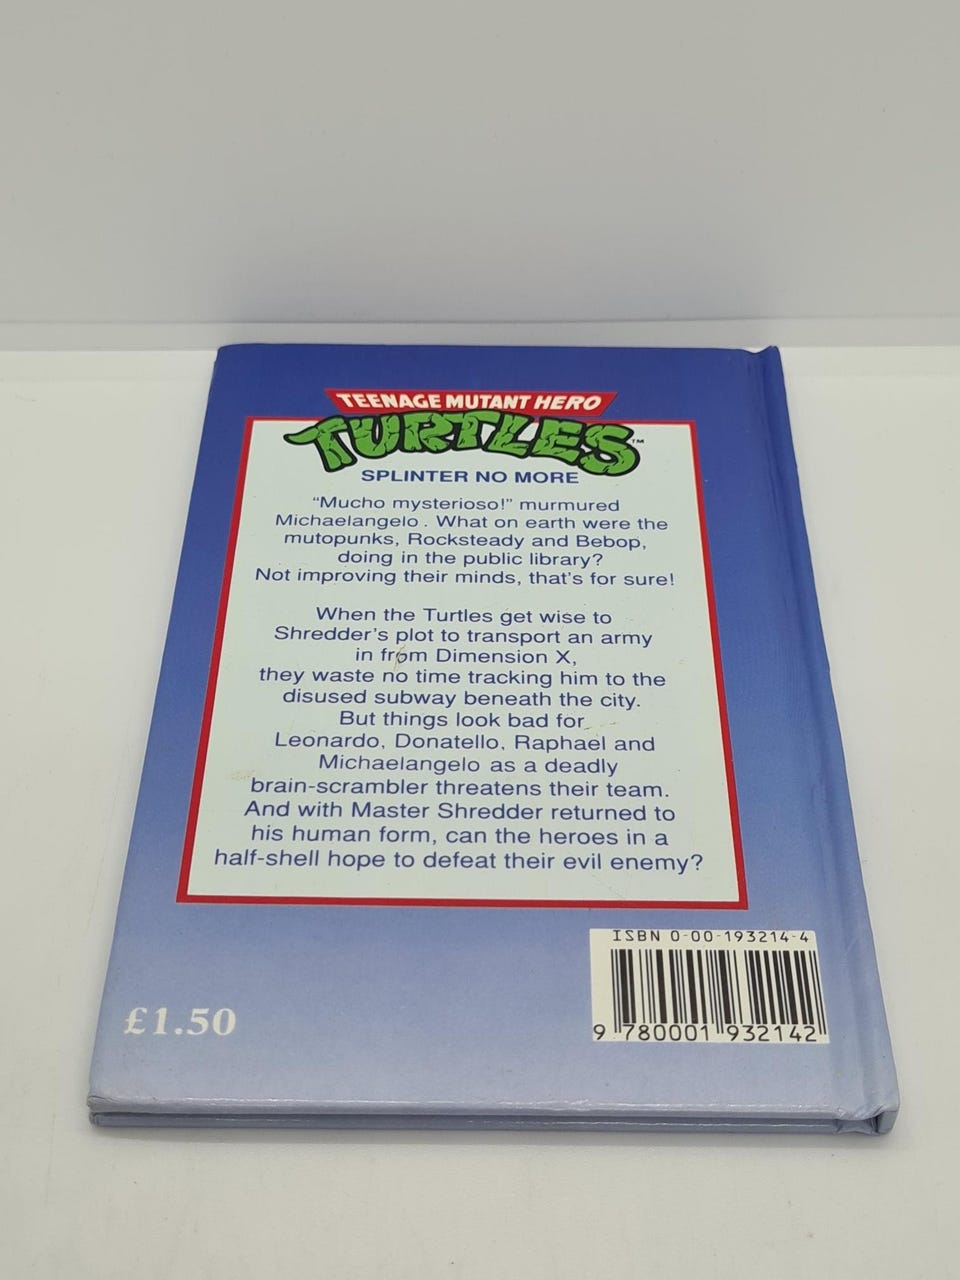 TEENAGE MUTANT HERO
TURTLES™
SPLINTER NO MORE
“Mucho mysterioso!” murmured
Michaelangelo. What on earth were the
mutopunks, Rocksteady and Bebop,
doing in the public library?
Not improving their minds, that's for sure!
When the Turtles get wise to
Shredder's plot to transport an army
in from Dimension X,
they waste no time tracking him to the
disused subway beneath the city.
But things look bad for
Leonardo, Donatello, Raphael and
Michaelangelo as a deadly
brain-scrambler threatens their team.
And with Master Shredder returned to
his human form, can the heroes in a
half-shell hope to defeat their evil enemy?
ISBN 0-00-193214-4
9 780001 932142
£1.50